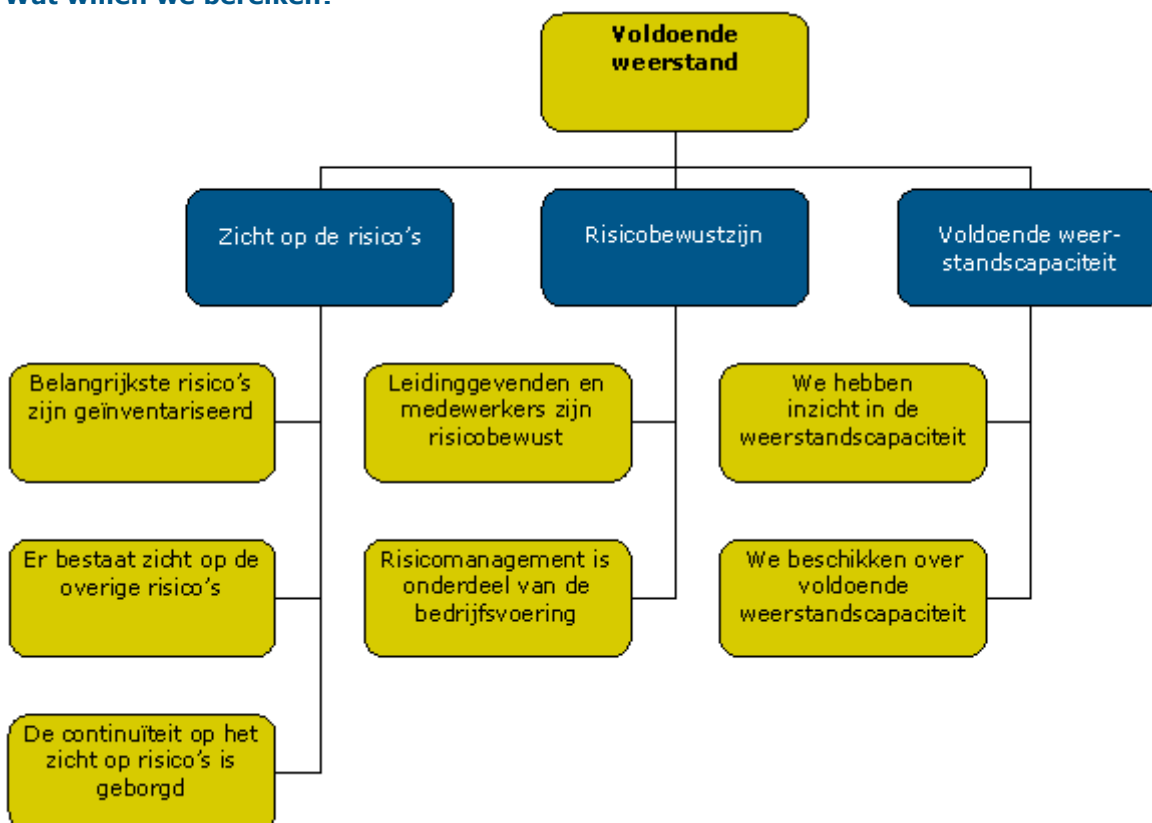 Wat willen we bereiken?
Voldoende
weerstand
Zicht op de risico's
Risicobewustzijn
Voldoende weer-
standscapaciteit
Belangrijkste risico's
zijn geïnventariseerd
Er bestaat zicht op de
overige risico's
De continuïteit op het
zicht op risico's is
geborgd
Leidinggevenden en
medewerkers zijn
risicobewust
Risicomanagement is
onderdeel van de
bedrijfsvoering
We hebben
inzicht in de
weerstandscapaciteit
We beschikken over
voldoende
weerstandscapaciteit